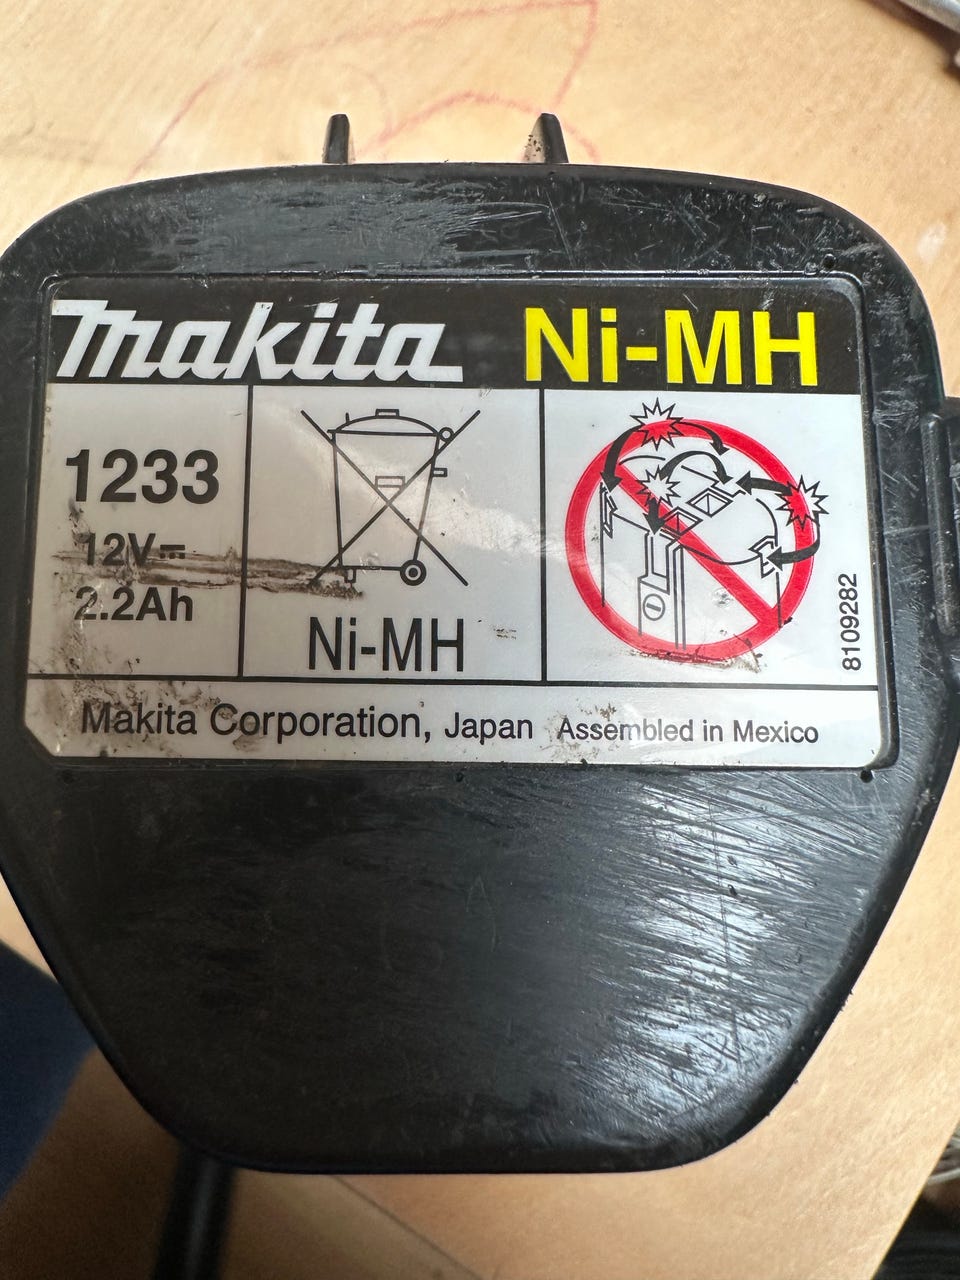 makita Ni-MH
1233
12V⎓
2.2Ah
Ni-MH
8109282
Makita Corporation, Japan Assembled in Mexico